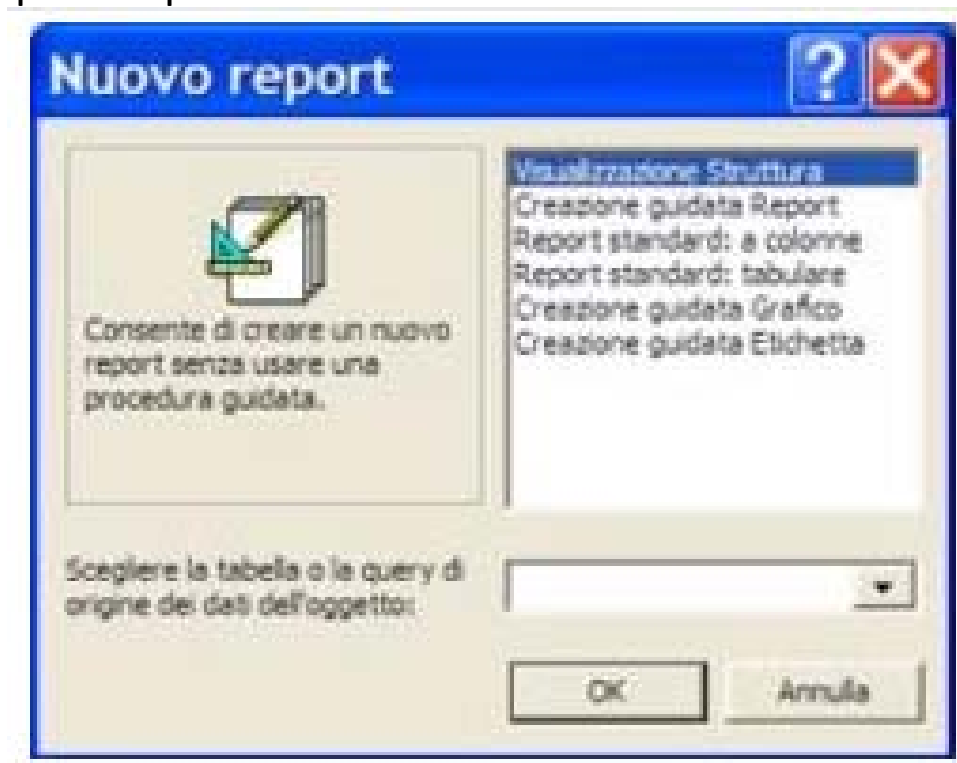 Nuovo report
Visualizzazione Struttura
Creazione guidata Report
Report standard: a colonne
Report standard: tabulare
Creazione guidata Grafico
Creazione guidata Etichetta
Consente di creare un nuovo
report senza usare una
procedura guidata.
Scegliere la tabella o la query di
origine dei dati dell'oggetto:
OK
Annulla